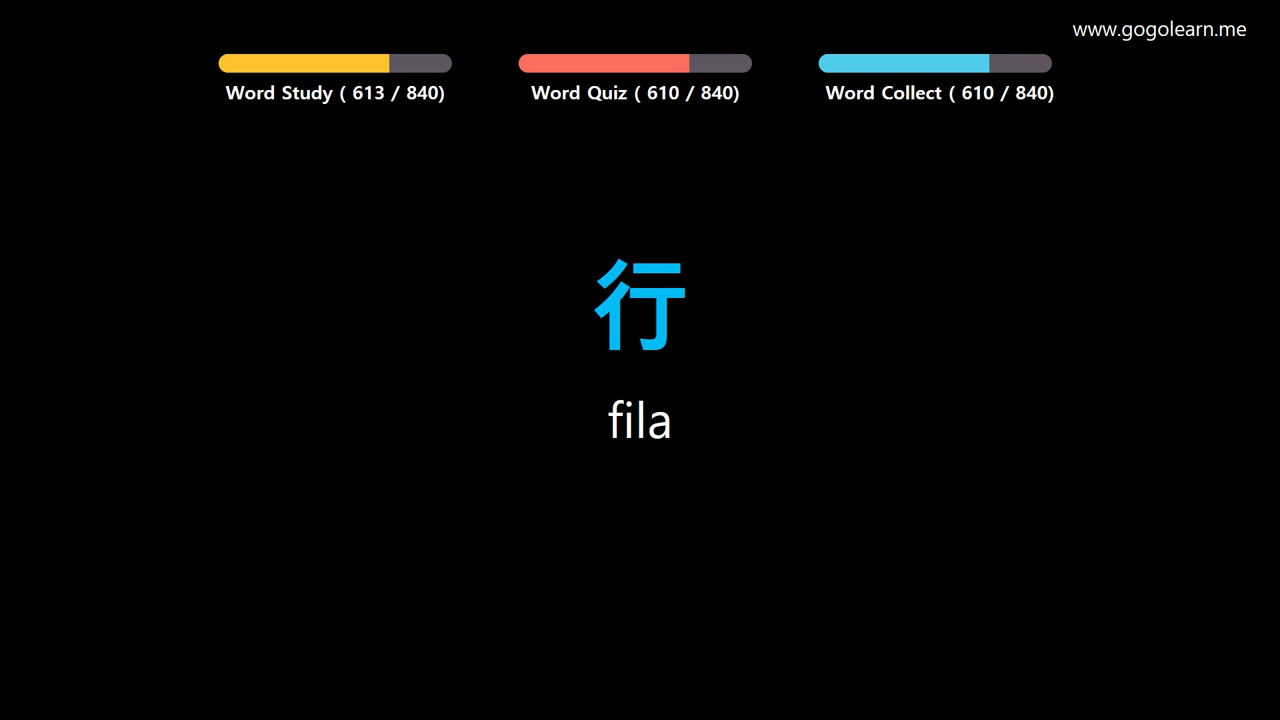 www.gogolearn.me
Word Study ( 613 / 840)
Word Quiz ( 610 / 840)
Word Collect ( 610 / 840)
行
fila